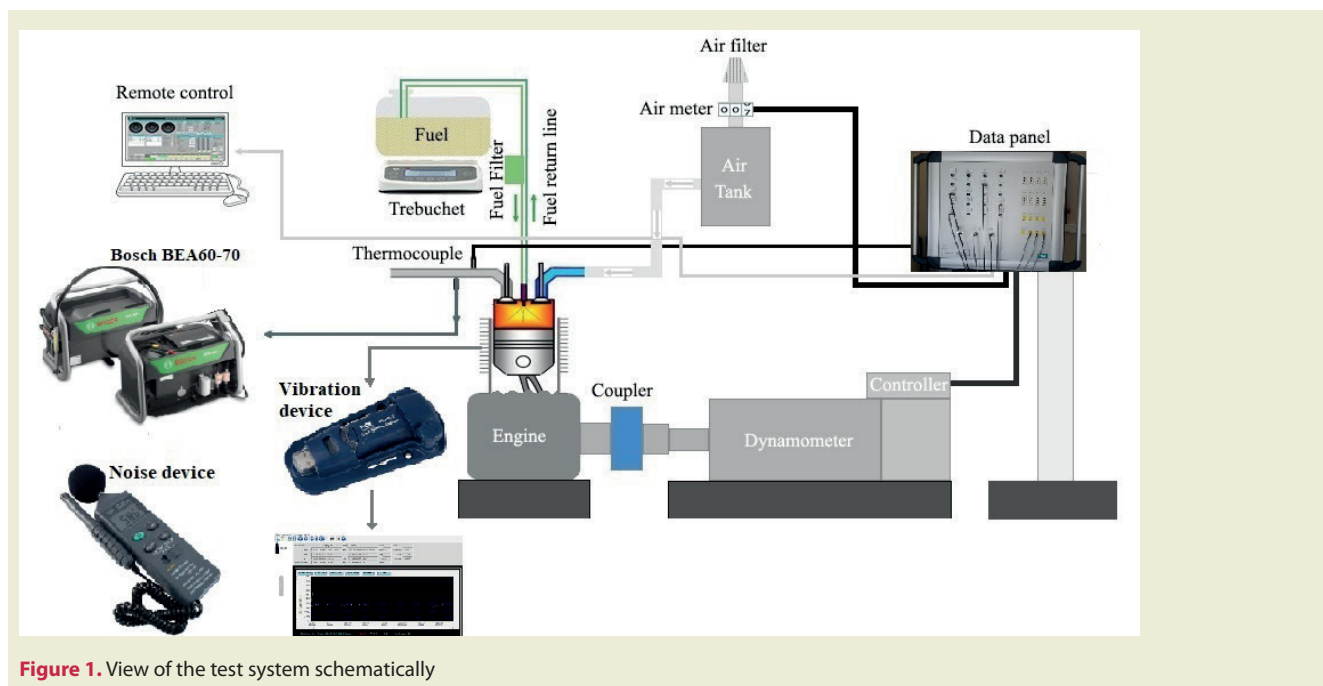 Air filter
Remote control
Air meter
Fuel
Data panel
Fuel Filter
Fuel return line
Air
Tank
Trebuchet
Thermocouple
Bosch BEA60-70
Vibration
device
Coupler
Controller
Engine
Dynamometer
Noise device
Figure 1. View of the test system schematically